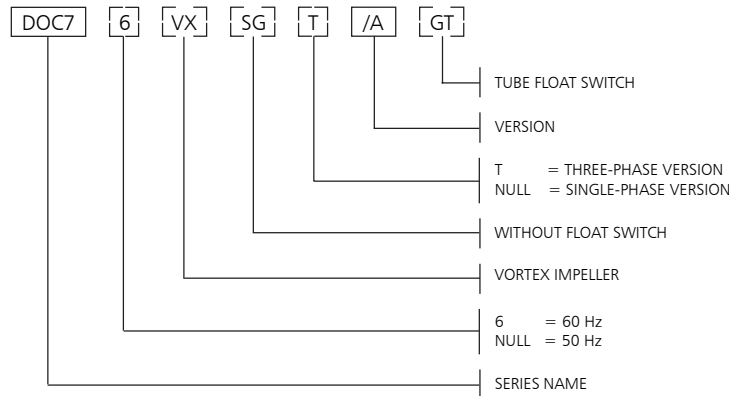 DOC7 6 VX SG T /A GT
TUBE FLOAT SWITCH
VERSION
T = THREE-PHASE VERSION
NULL = SINGLE-PHASE VERSION
WITHOUT FLOAT SWITCH
VORTEX IMPELLER
6 = 60 Hz
NULL = 50 Hz
SERIES NAME